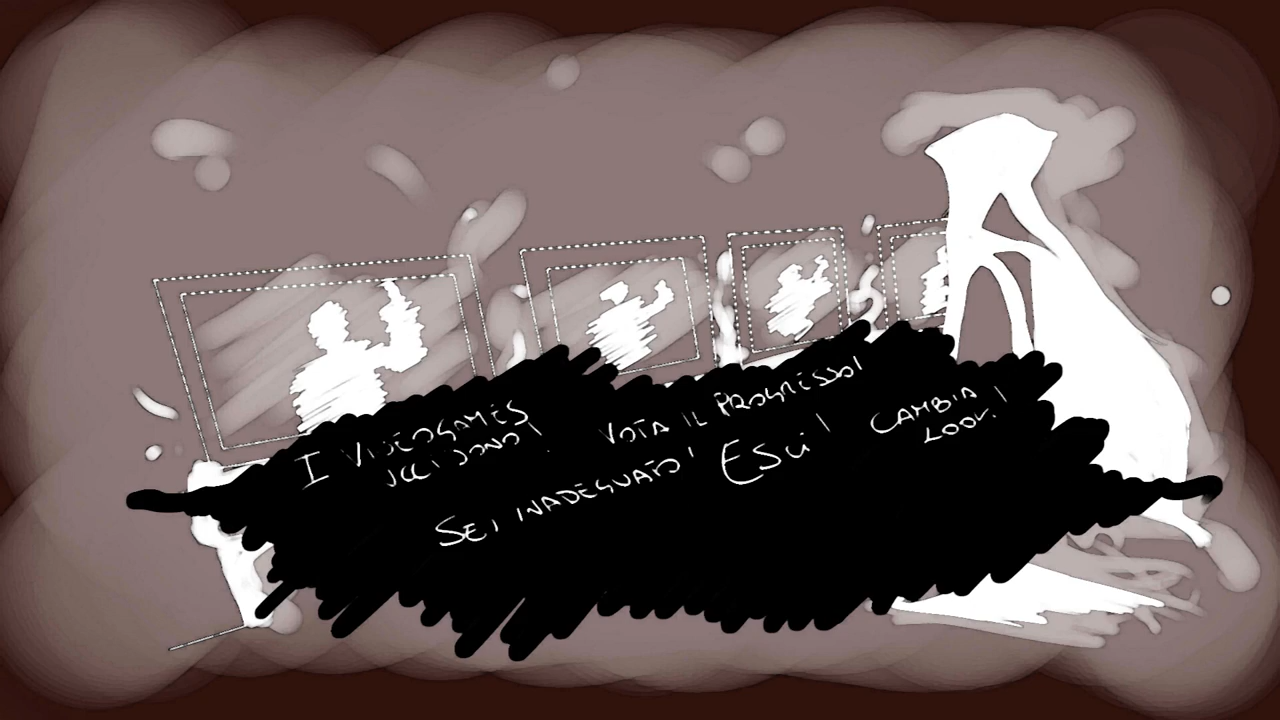 I VIDEOGAMES
UCCIDONO!
VOTA IL PROGRESSO!
SEI INADEGUATO!
ESCI!
CAMBIA
LOOK!